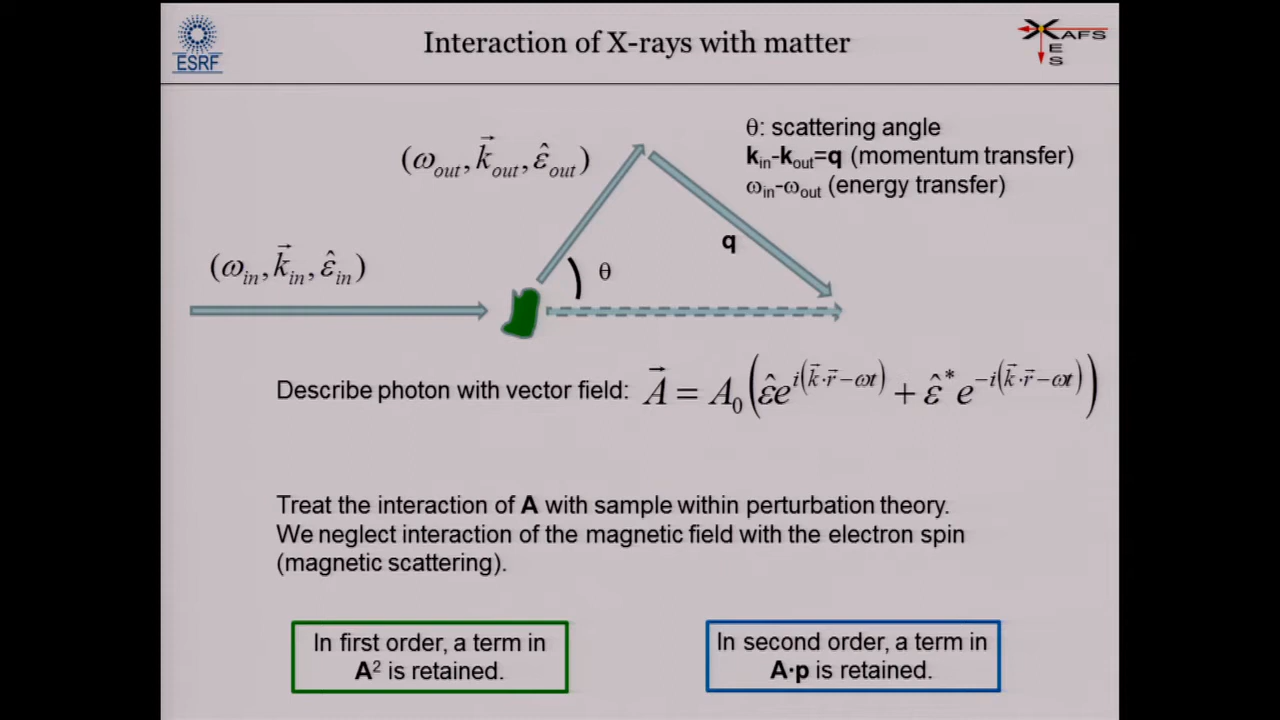 ESRF
Interaction of X-rays with matter
XAFS
E
S
θ: scattering angle
k_in-k_out=q (momentum transfer)
ω_in-ω_out (energy transfer)
(ω_out, k⃗_out, ε̂_out)
q
(ω_in, k⃗_in, ε̂_in)
θ
Describe photon with vector field: A⃗ = A₀(ε̂e^{i(k⃗·r⃗−ωt)} + ε̂*e^{−i(k⃗·r⃗−ωt)})
Treat the interaction of A with sample within perturbation theory.
We neglect interaction of the magnetic field with the electron spin
(magnetic scattering).
In first order, a term in
A² is retained.
In second order, a term in
A·p is retained.